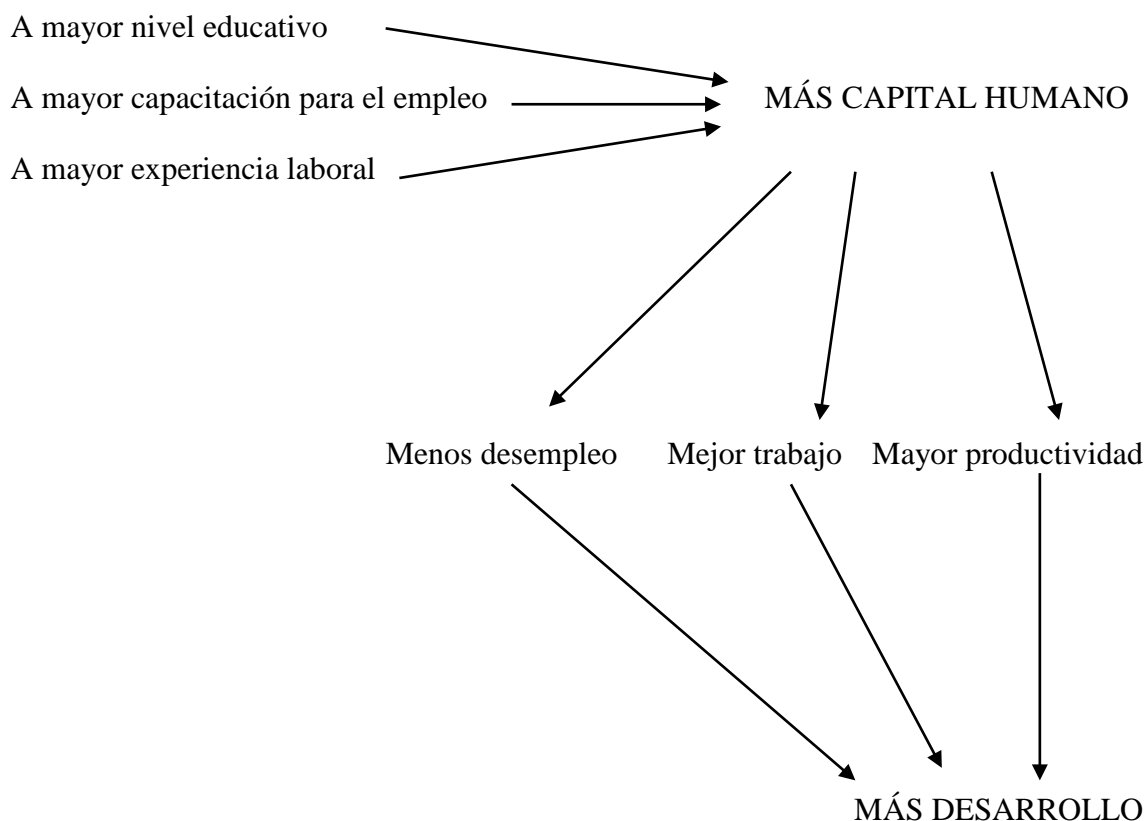 A mayor nivel educativo
A mayor capacitación para el empleo
MÁS CAPITAL HUMANO
A mayor experiencia laboral
Menos desempleo
Mejor trabajo
Mayor productividad
MÁS DESARROLLO